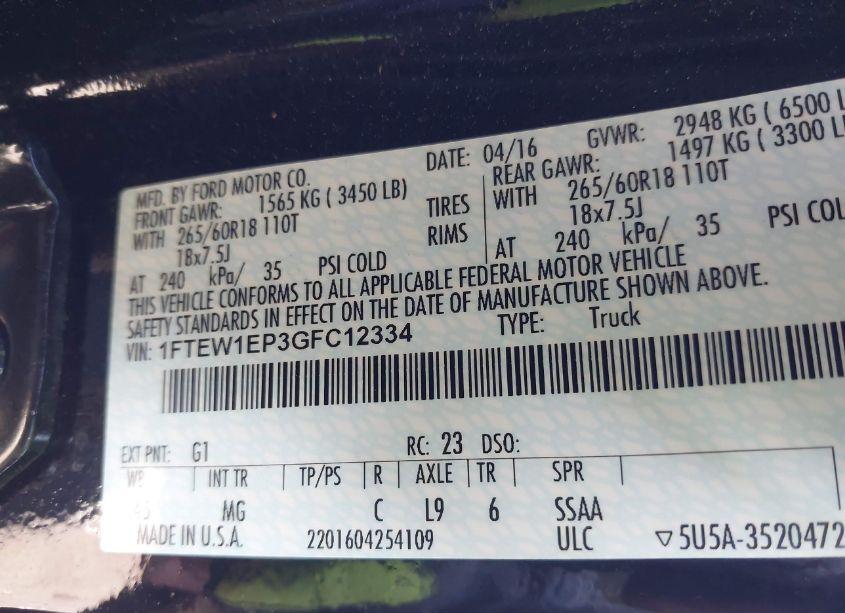 MFD. BY FORD MOTOR CO. DATE: 04/16 GVWR: 2948 KG ( 6500 L
FRONT GAWR: 1565 KG ( 3450 LB) REAR GAWR: 1497 KG ( 3300 L
WITH 265/60R18 110T TIRES WITH 265/60R18 110T
18x7.5J RIMS 18x7.5J
AT 240 kPa/ 35 PSI COLD AT 240 kPa/ 35 PSI COL
THIS VEHICLE CONFORMS TO ALL APPLICABLE FEDERAL MOTOR VEHICLE
SAFETY STANDARDS IN EFFECT ON THE DATE OF MANUFACTURE SHOWN ABOVE.
VIN: 1FTEW1EP3GFC12334 TYPE: Truck
EXT PNT: G1 RC: 23 DSO:
WB INT TR TP/PS R AXLE TR SPR
MG C L9 6 SSAA
MADE IN U.S.A. 2201604254109 ULC ▽5U5A-3520472